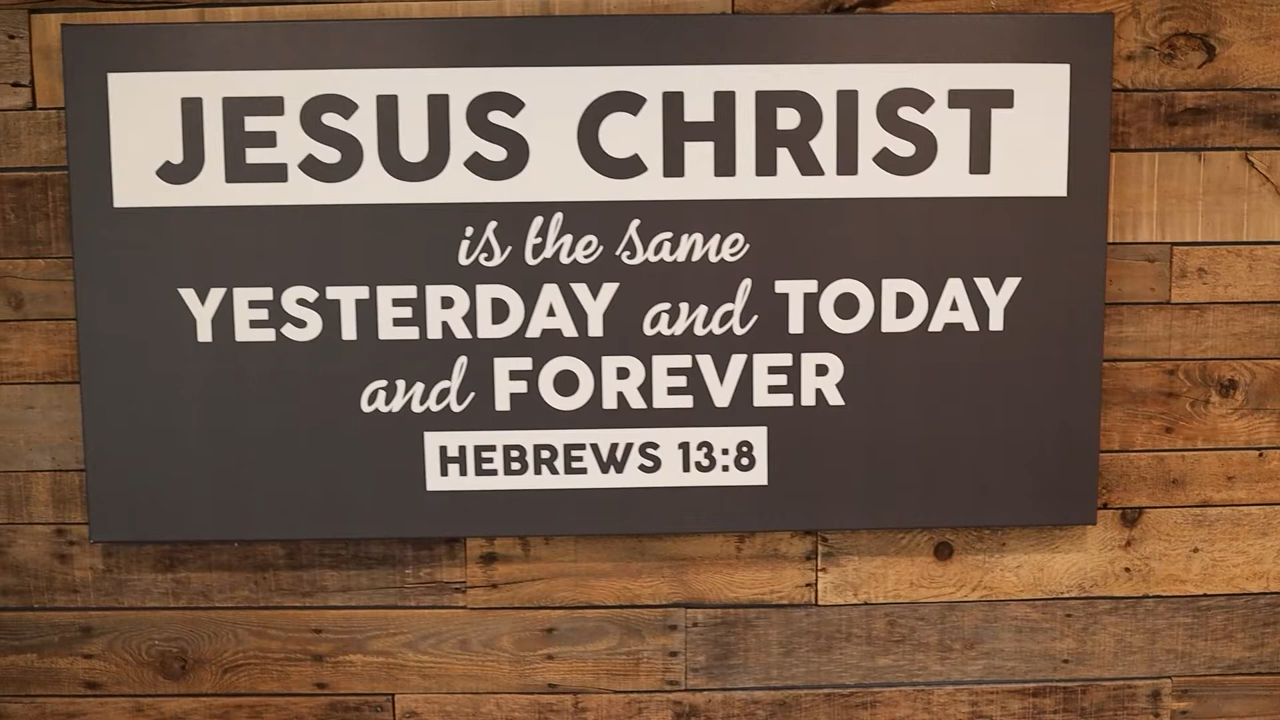 JESUS CHRIST
is the same
YESTERDAY and TODAY
and FOREVER
HEBREWS 13:8